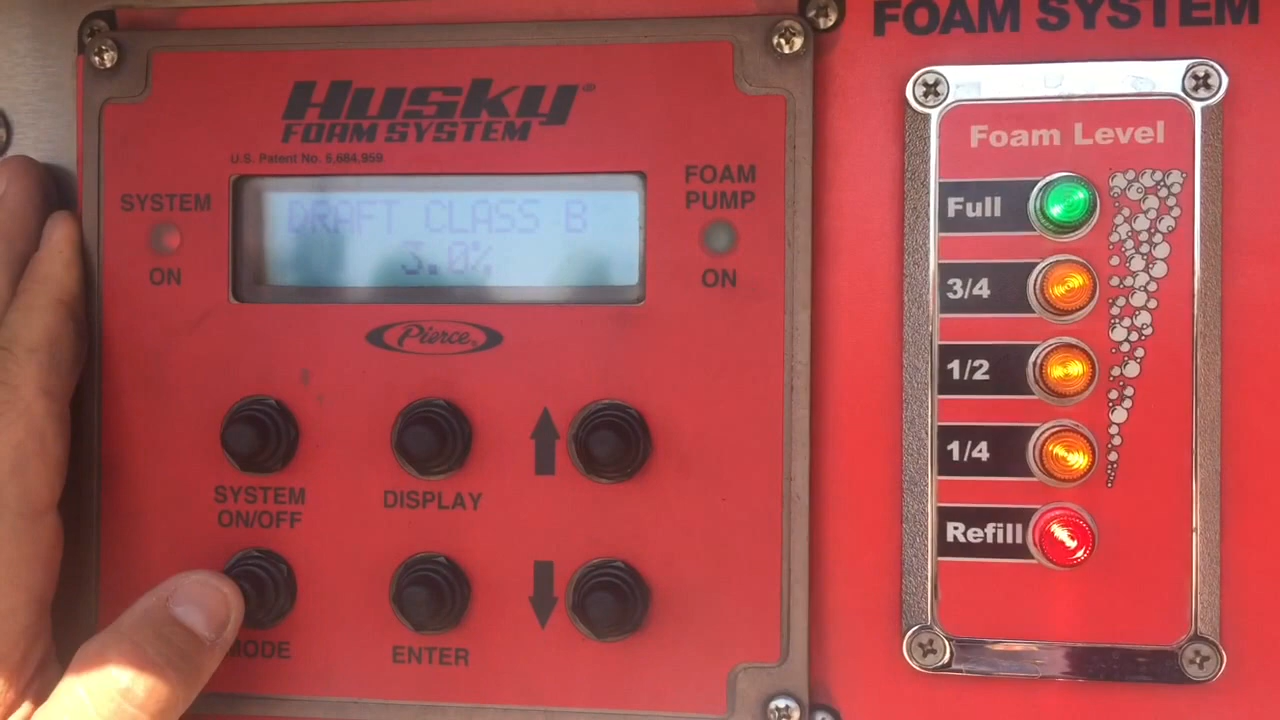 FOAM SYSTEM
Husky®
FOAM SYSTEM
U.S. Patent No. 6,684,959
SYSTEM
ON
DRAFT CLASS B
3.0%
FOAM
PUMP
ON
Pierce
SYSTEM
ON/OFF
DISPLAY
MODE
ENTER
Foam Level
Full
3/4
1/2
1/4
Refill